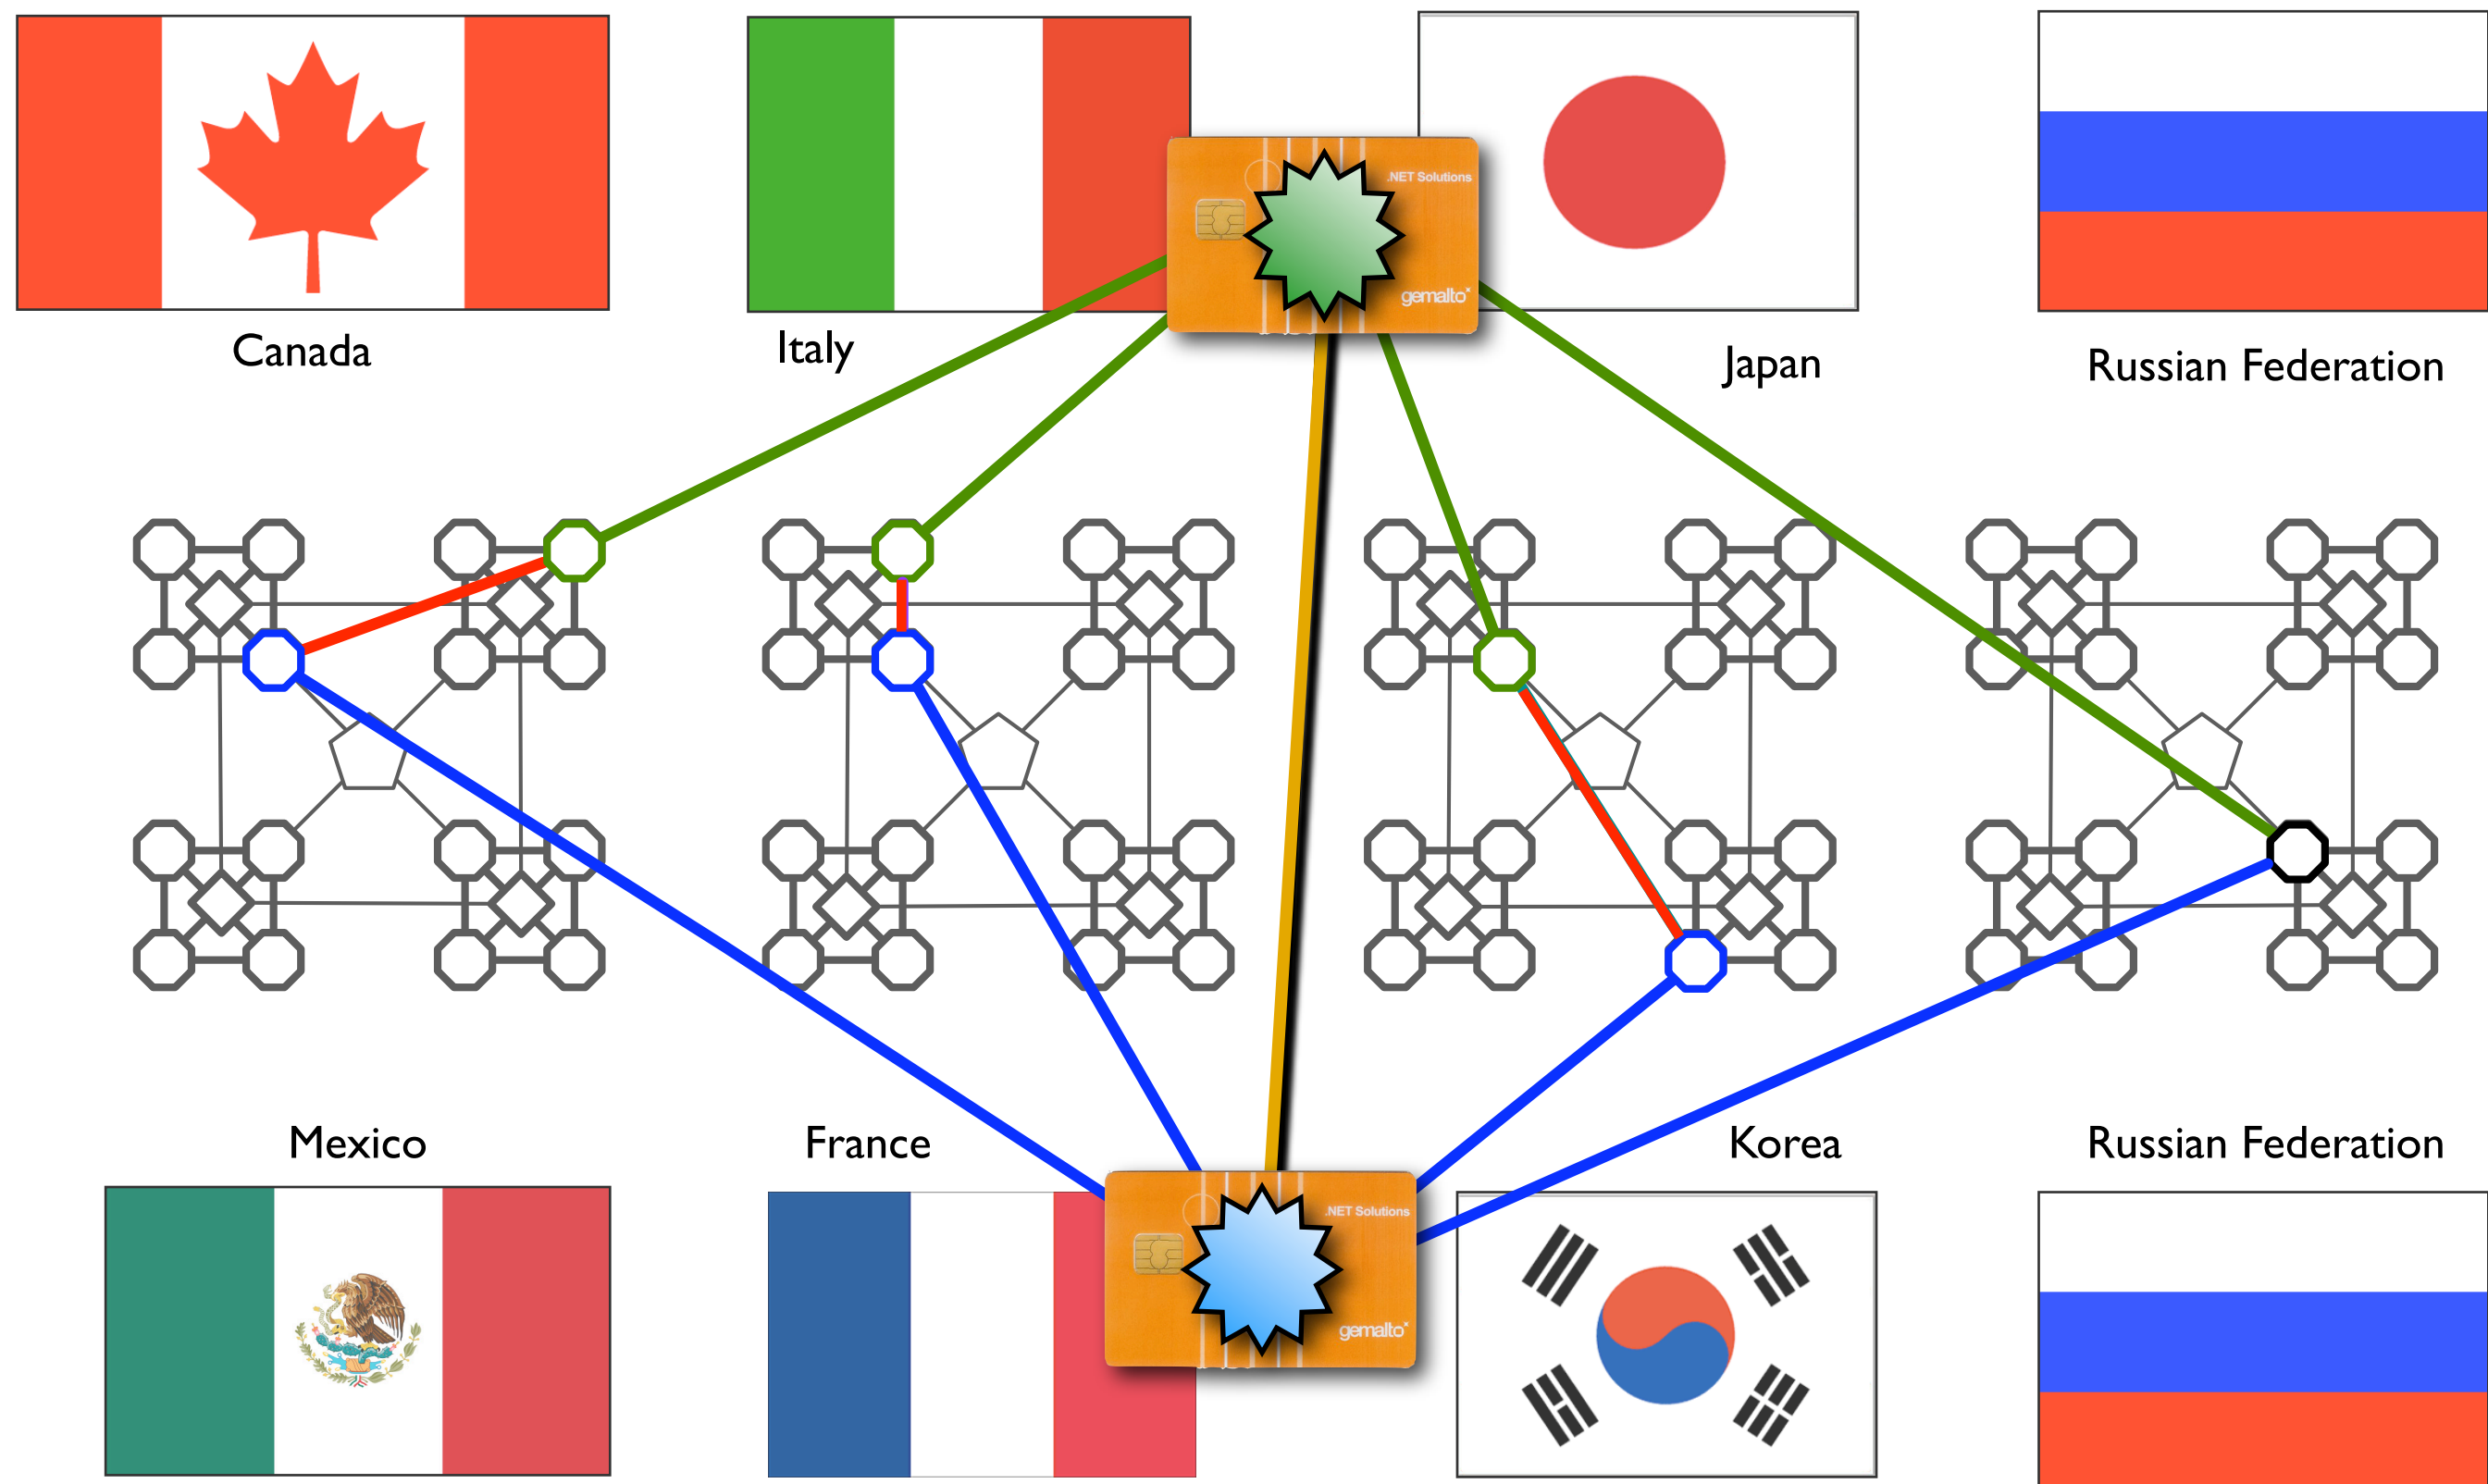 .NET Solutions
gemalto
Canada
Italy
Japan
Russian Federation
Mexico
France
Korea
Russian Federation
.NET Solutions
gemalto